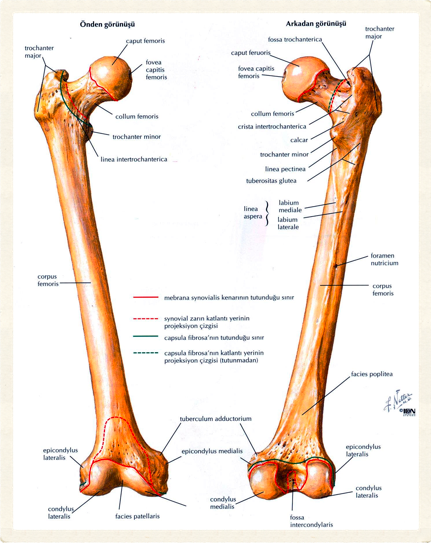 Önden görünüşü
caput femoris
trochanter
major
fovea
capitis
femoris
collum femoris
trochanter minor
linea intertrochanterica
corpus
femoris
Arkadan görünüşü
fossa trochanterica
trochanter
major
caput feruoris
fovea capitis
femoris
collum femoris
crista intertrochanterica
calcar
trochanter minor
linea pectinea
tuberositas glutea
linea
aspera
labium
mediale
labium
laterale
foramen
nutricium
corpus
femoris
mebrana synovialis kenarının tutunduğu sınır
synovial zarın katlantı yerinin
projeksiyon çizgisi
capsula fibrosa'nın tutunduğu sınır
capsula fibrosa'nın katlantı yerinin
projeksiyon çizgisi (tutunmadan)
facies poplitea
tuberculum adductorium
epicondylus
lateralis
epicondylus medialis
epicondylus
lateralis
condylus
lateralis
facies patellaris
condylus
medialis
fossa
intercondylaris
condylus
lateralis